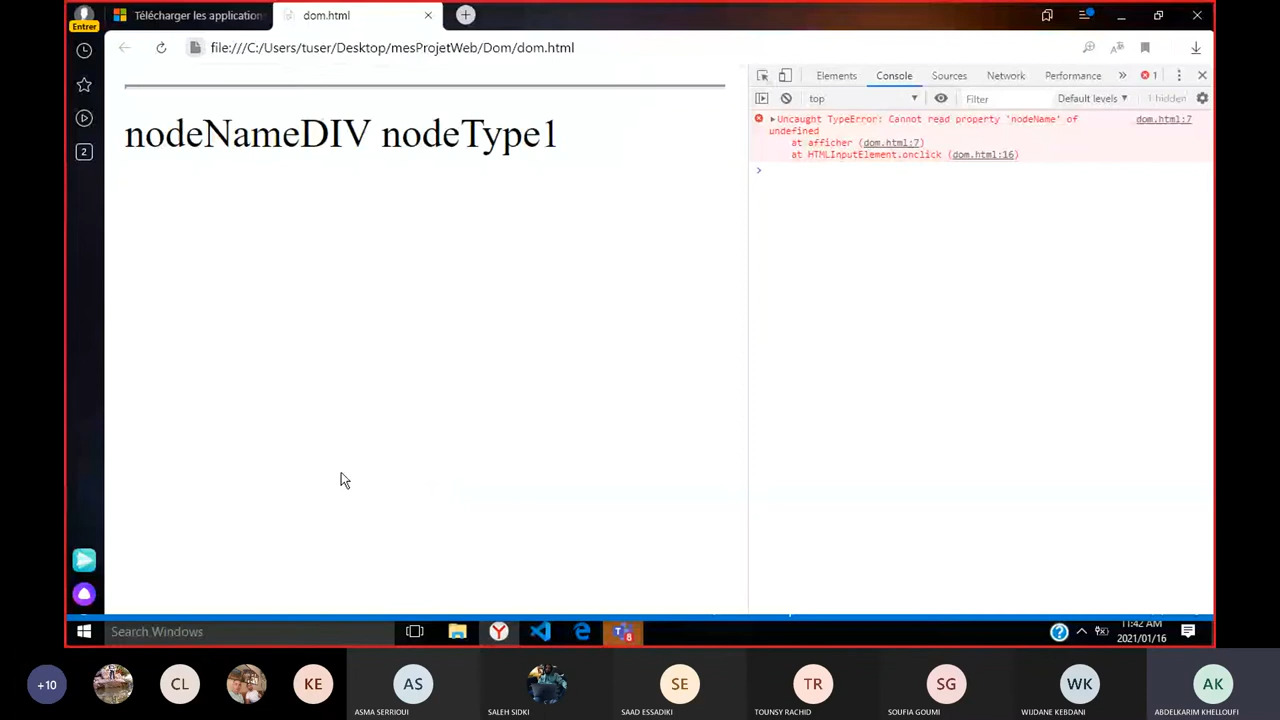 Télécharger les application
dom.html
Entrer
file:///C:/Users/tuser/Desktop/mesProjetWeb/Dom/dom.html
Elements Console Sources Network Performance » 1
top Filter Default levels 1 hidden
nodeNameDIV nodeType1
Uncaught TypeError: Cannot read property 'nodeName' of dom.html:7
undefined
at afficher (dom.html:7)
at HTMLInputElement.onclick (dom.html:16)
>
2
Search Windows
8
11:42 AM
2021/01/16
+10 CL KE AS SE TR SG WK AK
ASMA SERRIOUI SALEH SIDKI SAAD ESSADIKI TOUNSY RACHID SOUFIA GOUMI WIJDANE KEBDANI ABDELKARIM KHELLOUFI